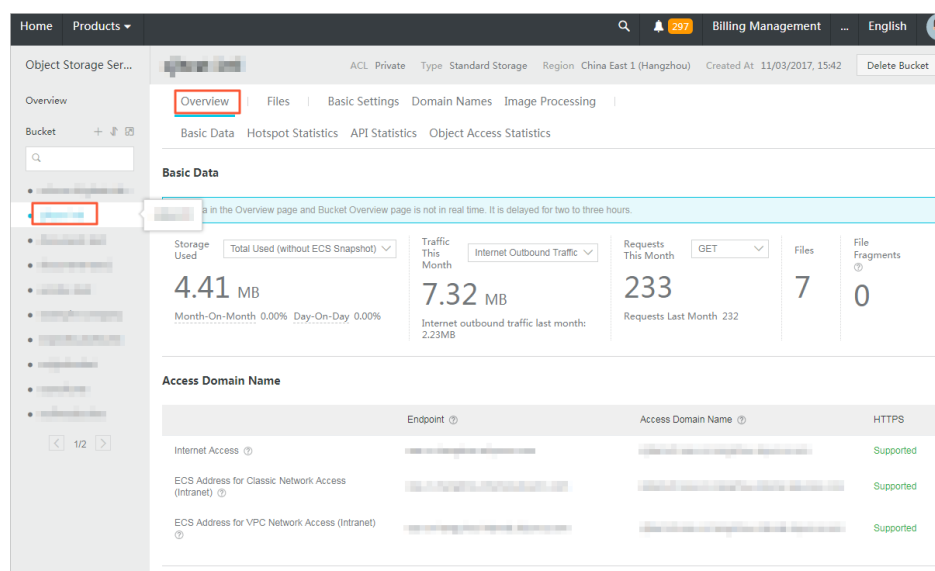 Home Products 297 Billing Management ... English
Object Storage Ser... ACL Private Type Standard Storage Region China East 1 (Hangzhou) Created At 11/03/2017, 15:42 Delete Bucket
Overview
Bucket
1/2
Overview Files Basic Settings Domain Names Image Processing
Basic Data Hotspot Statistics API Statistics Object Access Statistics
Basic Data
in the Overview page and Bucket Overview page is not in real time. It is delayed for two to three hours.
Storage
Used
Total Used (without ECS Snapshot)
4.41 MB
Month-On-Month 0.00% Day-On-Day 0.00%
Traffic
This
Month
Internet Outbound Traffic
7.32 MB
Internet outbound traffic last month:
2.23MB
Requests
This Month
GET
233
Requests Last Month 232
Files
7
File
Fragments
0
Access Domain Name
Endpoint Access Domain Name HTTPS
Internet Access Supported
ECS Address for Classic Network Access
(Intranet) Supported
ECS Address for VPC Network Access (Intranet) Supported